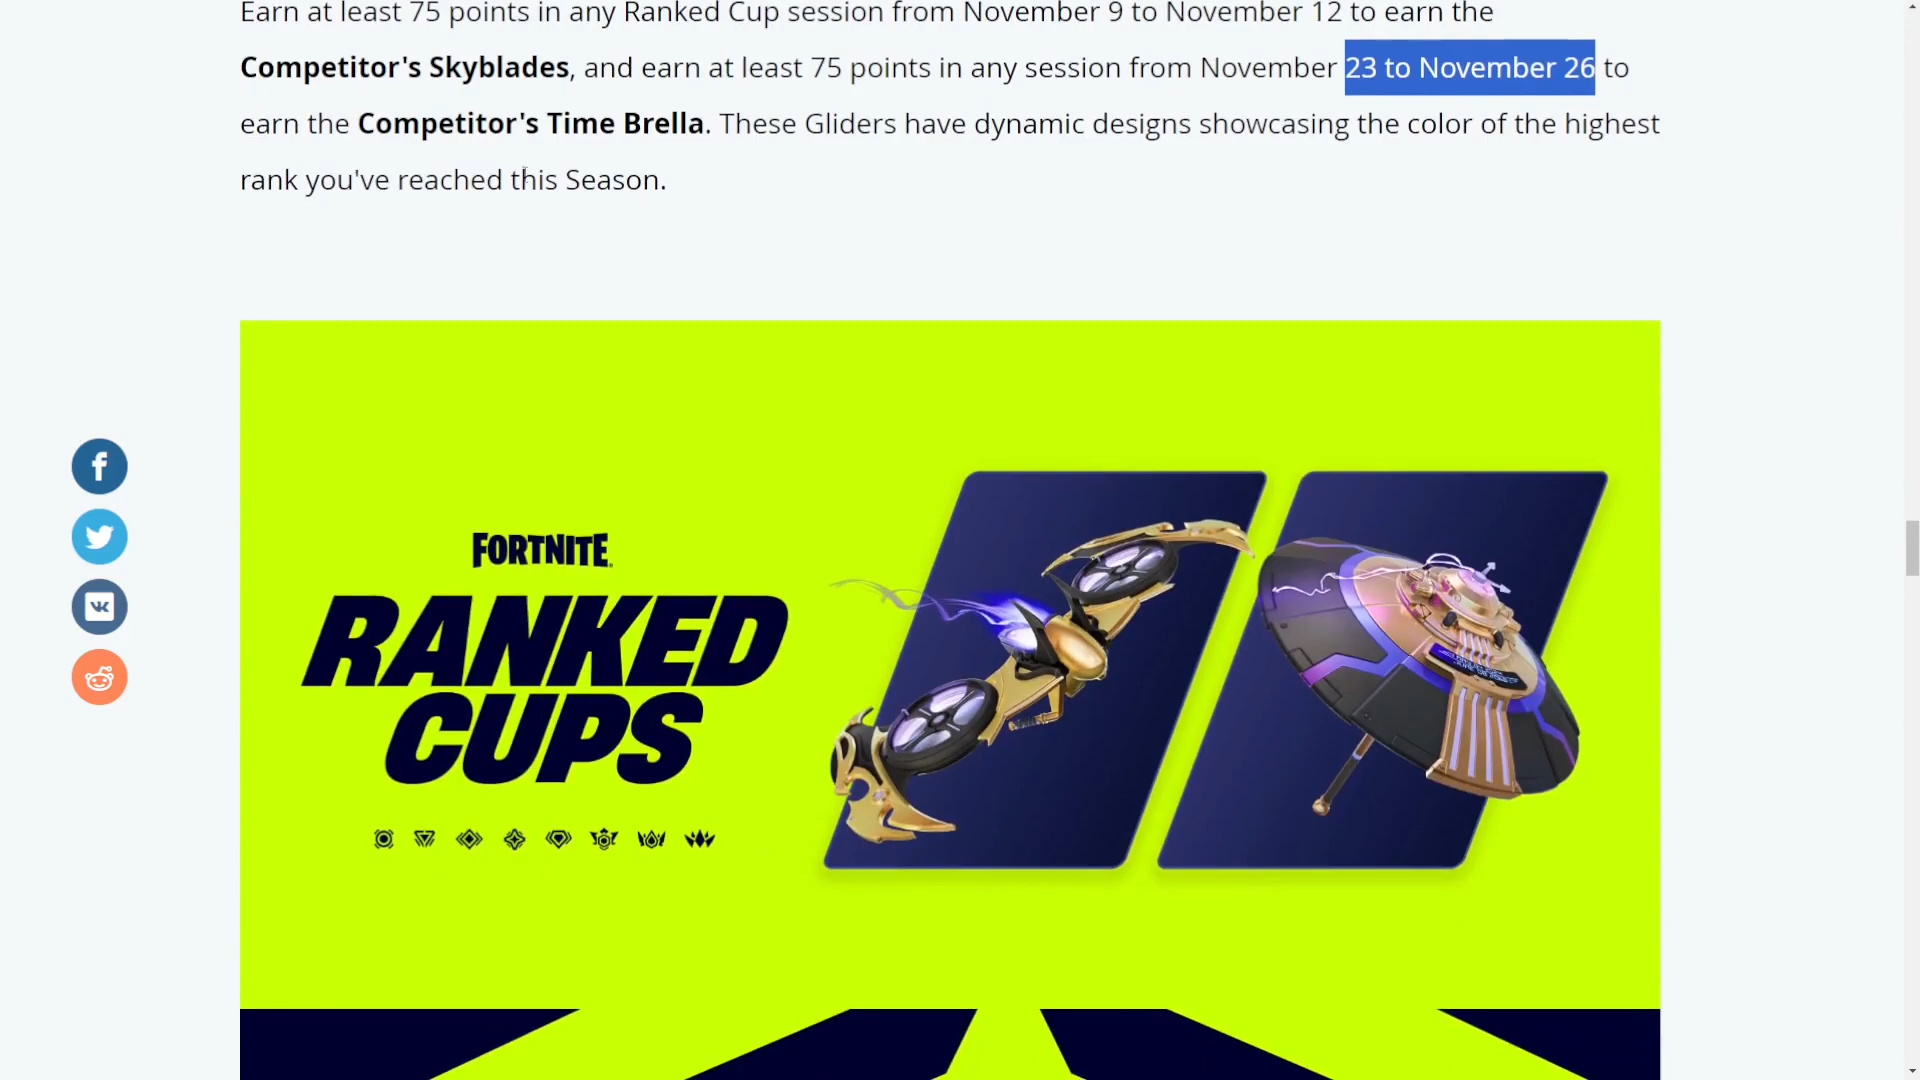 Earn at least 75 points in any Ranked Cup session from November 9 to November 12 to earn the
Competitor's Skyblades, and earn at least 75 points in any session from November 23 to November 26 to
earn the Competitor's Time Brella. These Gliders have dynamic designs showcasing the color of the highest
rank you've reached this Season.
FORTNITE
RANKED
CUPS